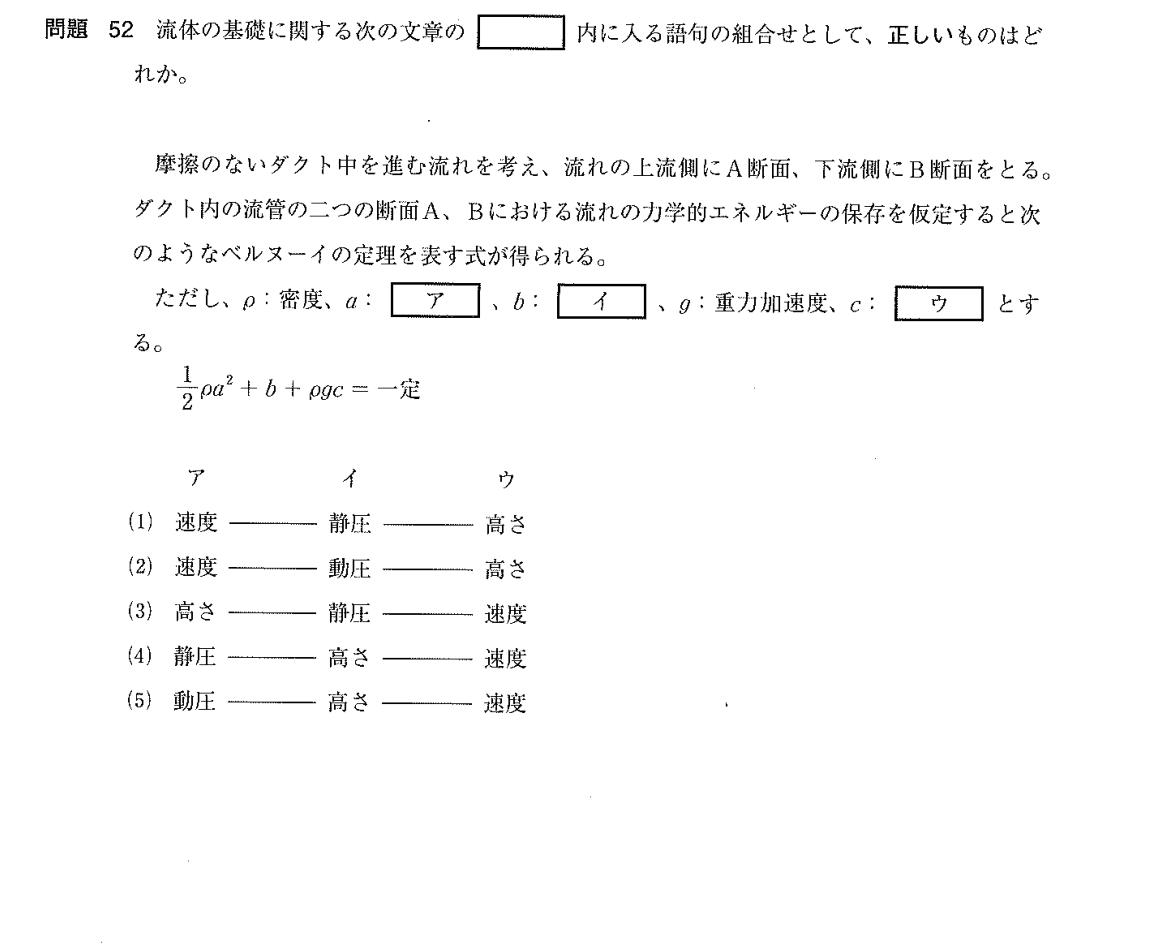 問題 52 流体の基礎に関する次の文章の 内に入る語句の組合せとして、正しいものはど
れか。
摩擦のないダクト中を進む流れを考え、流れの上流側にA断面、下流側にB断面をとる。
ダクト内の流管の二つの断面A、Bにおける流れの力学的エネルギーの保存を仮定すると次
のようなベルヌーイの定理を表す式が得られる。
ただし、ρ：密度、a： ア 、b： イ 、g：重力加速度、c： ウ とす
る。
1/2 ρa² + b + ρgc = 一定
ア イ ウ
(1) 速度 ――― 静圧 ――― 高さ
(2) 速度 ――― 動圧 ――― 高さ
(3) 高さ ――― 静圧 ――― 速度
(4) 静圧 ――― 高さ ――― 速度
(5) 動圧 ――― 高さ ――― 速度